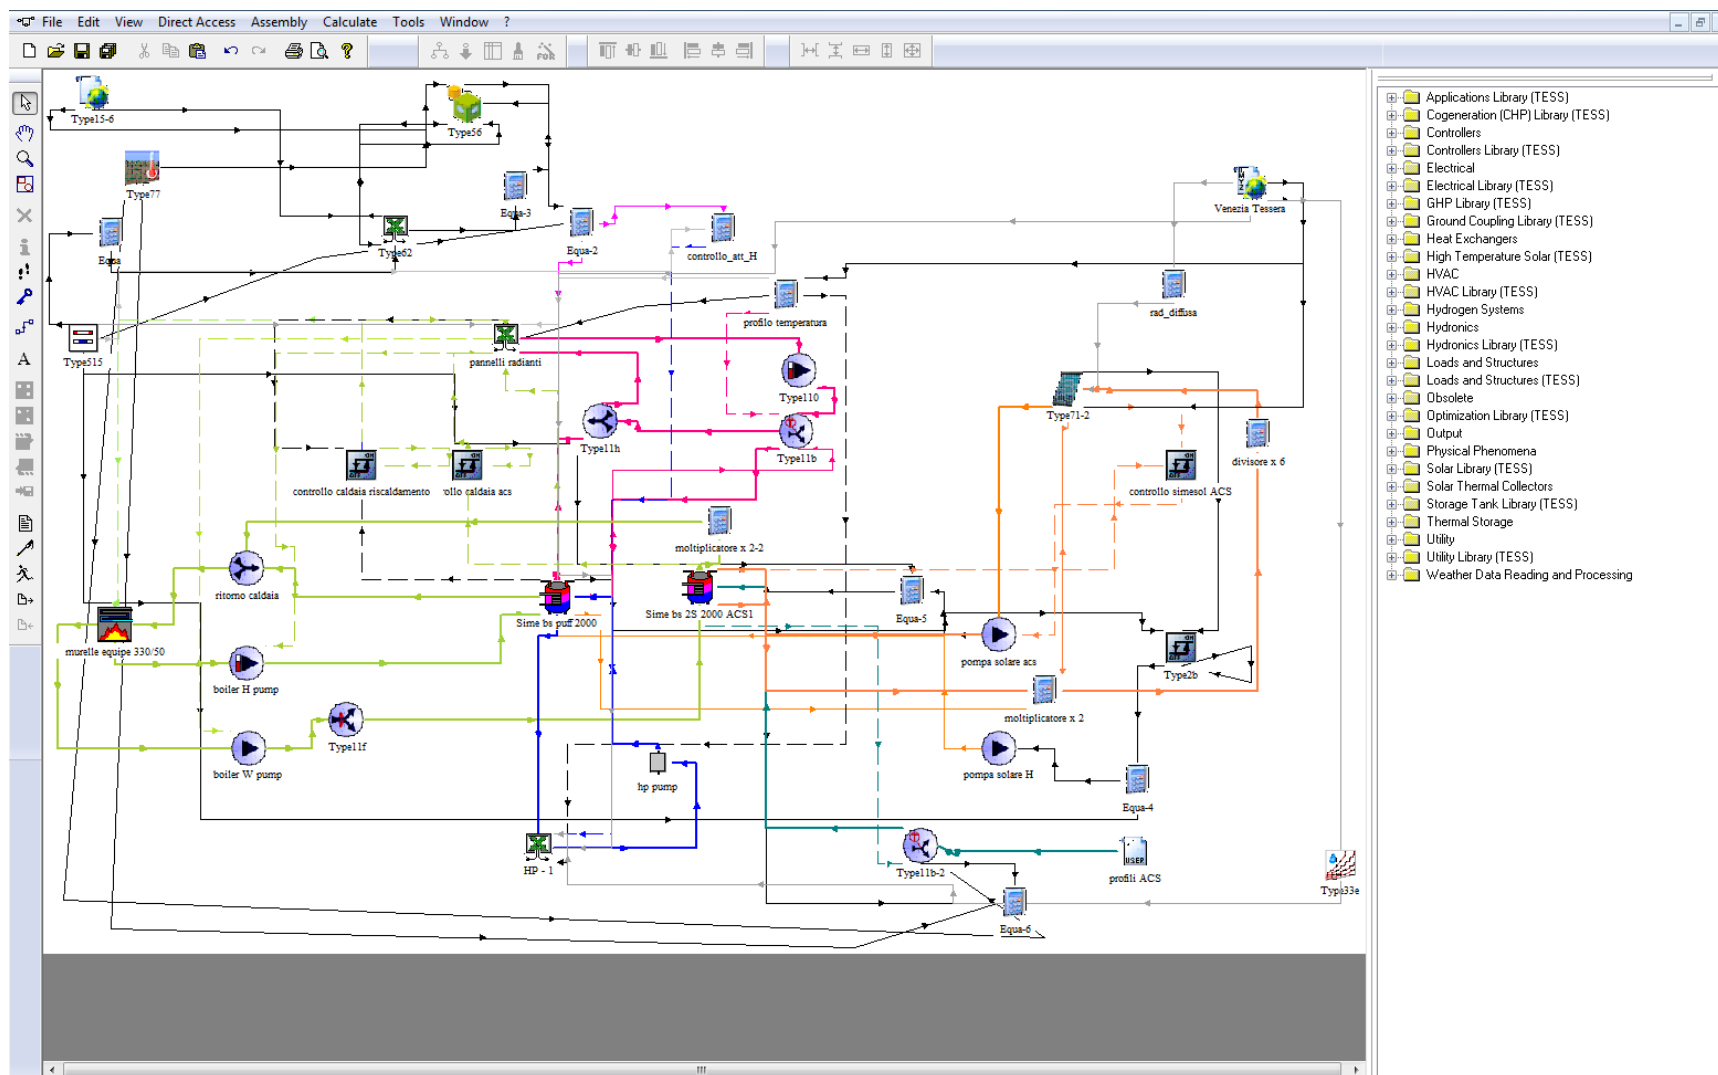 File Edit View Direct Access Assembly Calculate Tools Window ?
Type15-6
Type56
Type77
Equa-3
Venezia Tessera
Equa
Type62
Equa-2
controllo_att_H
rad_diffusa
profilo temperatura
Type515
pannelli radianti
Type110
Type71-2
Type11h
Type11b
divisore x 6
controllo caldaia riscaldamento
ollo caldaia acs
controllo simesol ACS
moltiplicatore x 2-2
ritorno caldaia
Sime bs puff 2000
Sime bs 2S 2000 ACS1
Equa-5
murelle equipe 330/50
pompa solare acs
Type2b
boiler H pump
moltiplicatore x 2
Type11f
boiler W pump
hp pump
pompa solare H
Equa-4
HP - 1
Type11b-2
USER
profili ACS
Type33e
Equa-6
Applications Library (TESS)
Cogeneration (CHP) Library (TESS)
Controllers
Controllers Library (TESS)
Electrical
Electrical Library (TESS)
GHP Library (TESS)
Ground Coupling Library (TESS)
Heat Exchangers
High Temperature Solar (TESS)
HVAC
HVAC Library (TESS)
Hydrogen Systems
Hydronics
Hydronics Library (TESS)
Loads and Structures
Loads and Structures (TESS)
Obsolete
Optimization Library (TESS)
Output
Physical Phenomena
Solar Library (TESS)
Solar Thermal Collectors
Storage Tank Library (TESS)
Thermal Storage
Utility
Utility Library (TESS)
Weather Data Reading and Processing